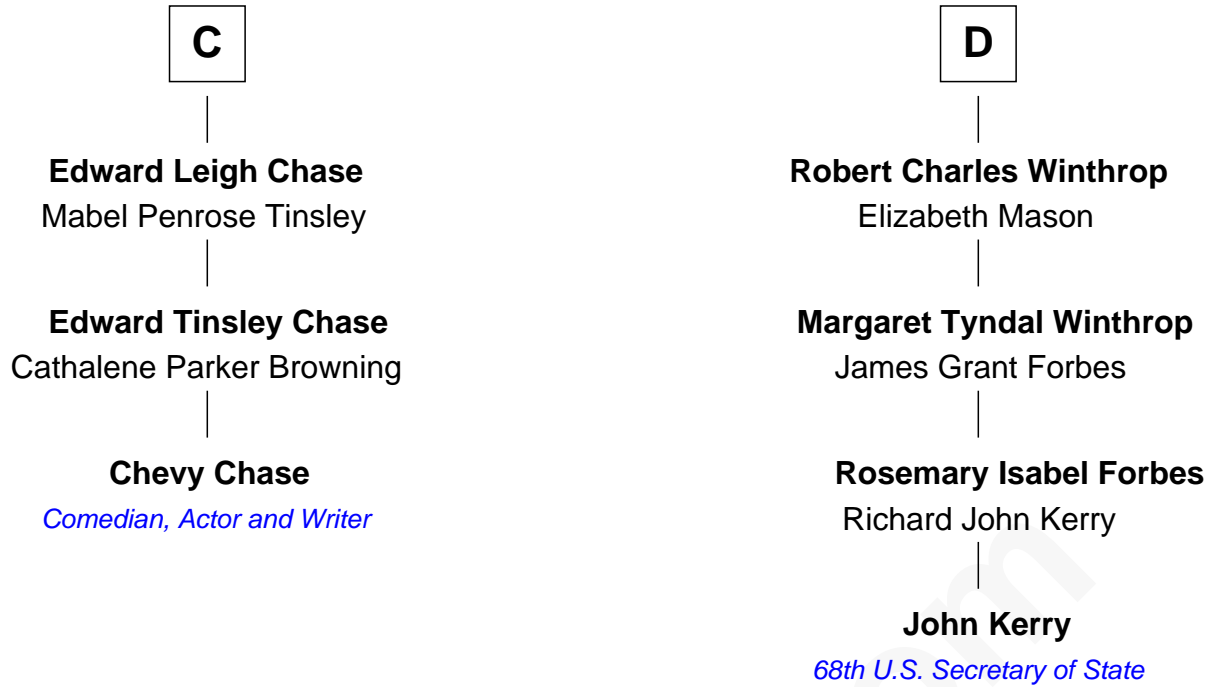 C
Edward Leigh Chase
Mabel Penrose Tinsley
Edward Tinsley Chase
Cathalene Parker Browning
Chevy Chase
Comedian, Actor and Writer
D
Robert Charles Winthrop
Elizabeth Mason
Margaret Tyndal Winthrop
James Grant Forbes
Rosemary Isabel Forbes
Richard John Kerry
John Kerry
68th U.S. Secretary of State